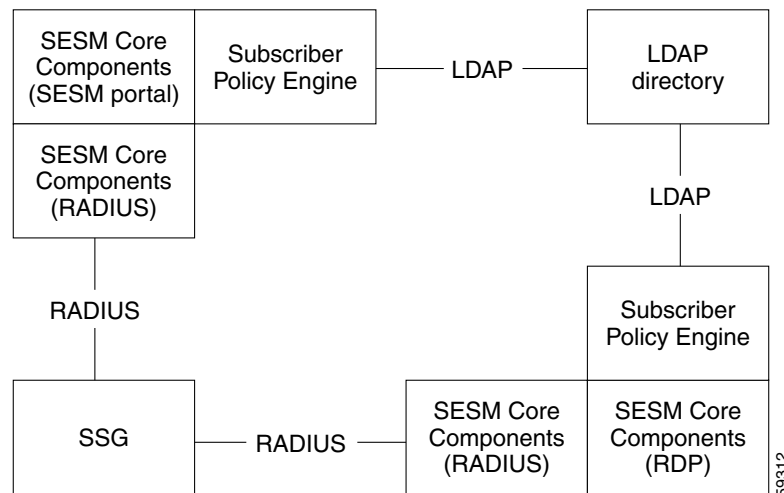 SESM Core
Components
(SESM portal)
Subscriber
Policy Engine
LDAP
LDAP
directory
SESM Core
Components
(RADIUS)
LDAP
RADIUS
Subscriber
Policy Engine
SSG
RADIUS
SESM Core
Components
(RADIUS)
SESM Core
Components
(RDP)